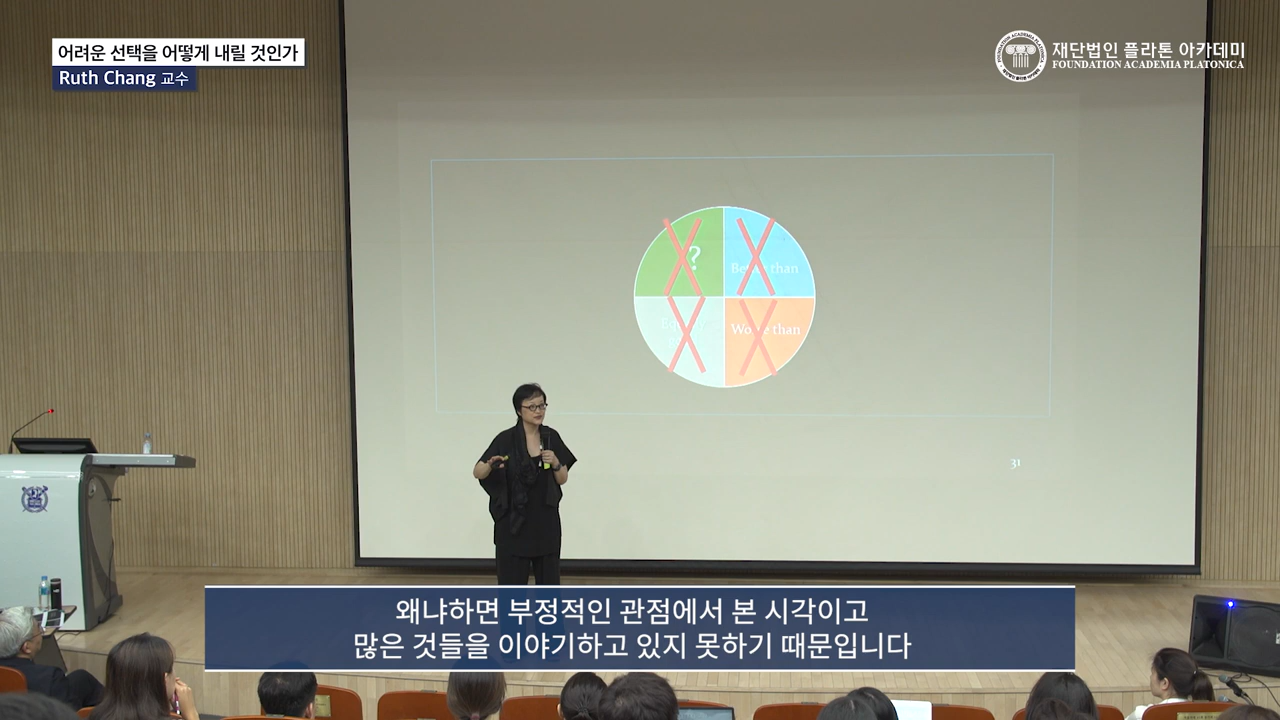 어려운 선택을 어떻게 내릴 것인가
Ruth Chang 교수
재단법인 플라톤 아카데미
FOUNDATION ACADEMIA PLATONICA
?
than
than
31
왜냐하면 부정적인 관점에서 본 시각이고
많은 것들을 이야기하고 있지 못하기 때문입니다